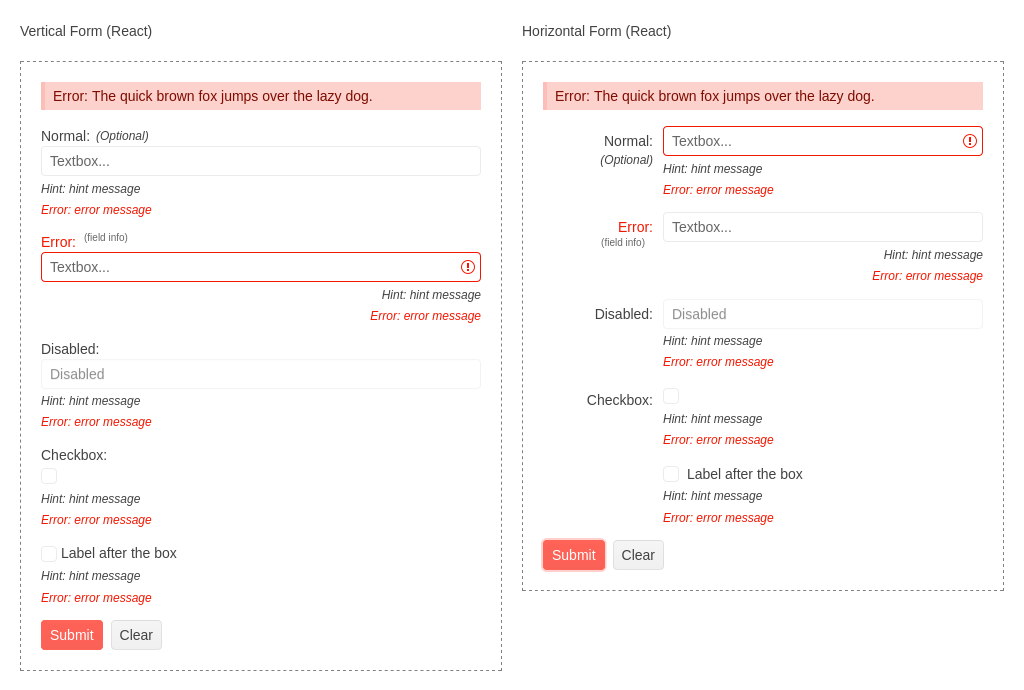 Vertical Form (React)
Error: The quick brown fox jumps over the lazy dog.
Normal: (Optional)
Textbox...
Hint: hint message
Error: error message
Error: (field info)
Textbox...
Hint: hint message
Error: error message
Disabled:
Disabled
Hint: hint message
Error: error message
Checkbox:
Hint: hint message
Error: error message
Label after the box
Hint: hint message
Error: error message
Submit Clear
Horizontal Form (React)
Error: The quick brown fox jumps over the lazy dog.
Normal: Textbox...
(Optional) Hint: hint message
Error: error message
Error: Textbox...
(field info)
Hint: hint message
Error: error message
Disabled: Disabled
Hint: hint message
Error: error message
Checkbox:
Hint: hint message
Error: error message
Label after the box
Hint: hint message
Error: error message
Submit Clear